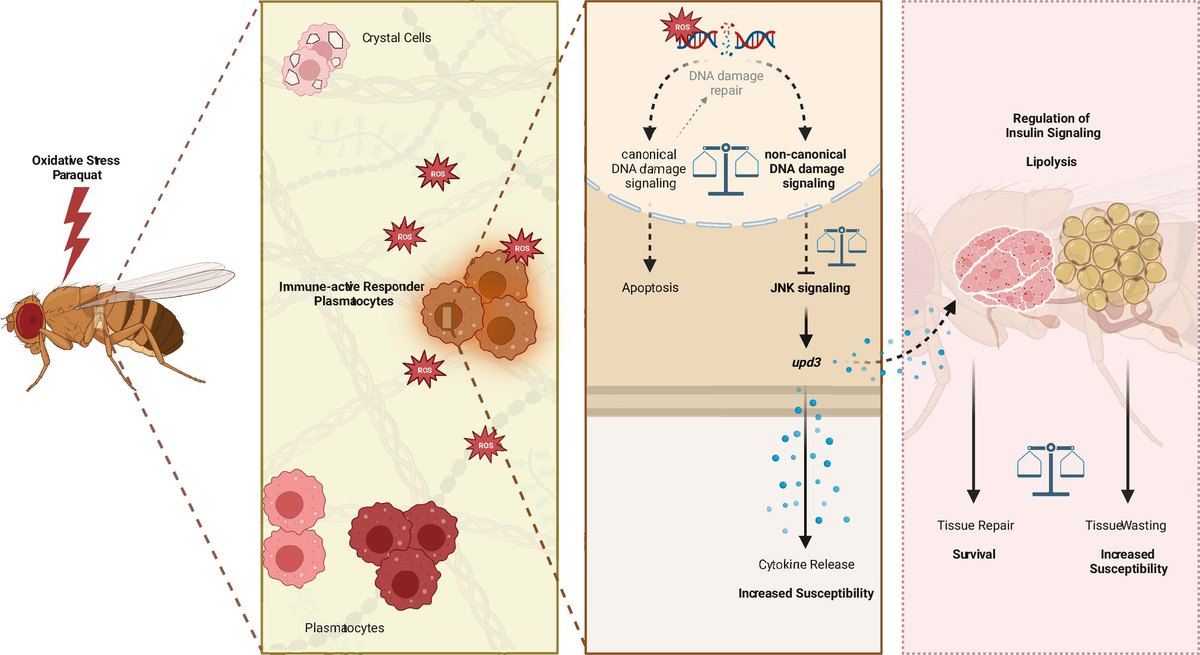 Oxidative Stress
Paraquat
Crystal Cells
ROS
ROS
ROS
Immune-active Responder
Plasmatocytes
ROS
ROS
Plasmatocytes
ROS
DNA damage
repair
canonical
DNA damage
signaling
non-canonical
DNA damage
signaling
Apoptosis
JNK signaling
upd3
Cytokine Release
Increased Susceptibility
Regulation of
Insulin Signaling
Lipolysis
Tissue Repair
Survival
Tissue Wasting
Increased
Susceptibility